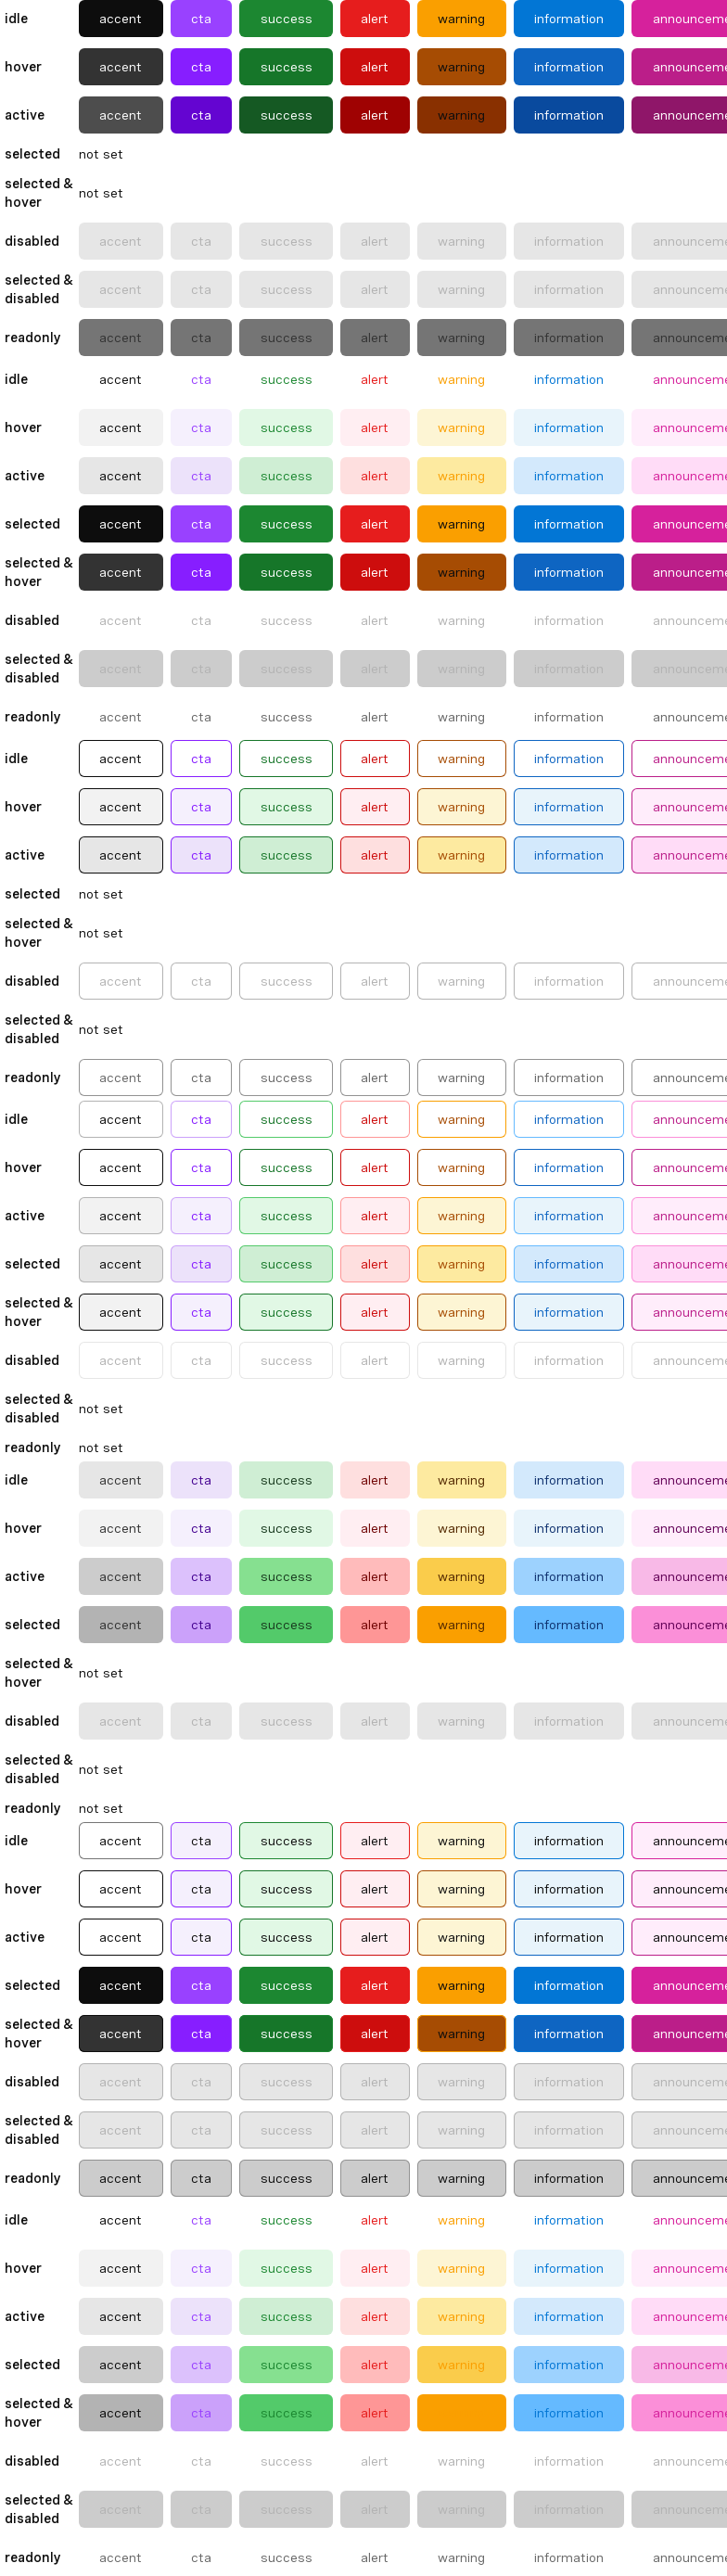 idle accent cta success alert warning information announceme
hover accent cta success alert warning information announceme
active accent cta success alert warning information announceme
selected not set
selected &
hover not set
disabled accent cta success alert warning information announceme
selected &
disabled accent cta success alert warning information announceme
readonly accent cta success alert warning information announceme
idle accent cta success alert warning information announceme
hover accent cta success alert warning information announceme
active accent cta success alert warning information announceme
selected accent cta success alert warning information announceme
selected &
hover accent cta success alert warning information announceme
disabled accent cta success alert warning information announceme
selected &
disabled accent cta success alert warning information announceme
readonly accent cta success alert warning information announceme
idle accent cta success alert warning information announceme
hover accent cta success alert warning information announceme
active accent cta success alert warning information announceme
selected not set
selected &
hover not set
disabled accent cta success alert warning information announceme
selected &
disabled not set
readonly accent cta success alert warning information announceme
idle accent cta success alert warning information announceme
hover accent cta success alert warning information announceme
active accent cta success alert warning information announceme
selected accent cta success alert warning information announceme
selected &
hover accent cta success alert warning information announceme
disabled accent cta success alert warning information announceme
selected &
disabled not set
readonly not set
idle accent cta success alert warning information announceme
hover accent cta success alert warning information announceme
active accent cta success alert warning information announceme
selected accent cta success alert warning information announceme
selected &
hover not set
disabled accent cta success alert warning information announceme
selected &
disabled not set
readonly not set
idle accent cta success alert warning information announceme
hover accent cta success alert warning information announceme
active accent cta success alert warning information announceme
selected accent cta success alert warning information announceme
selected &
hover accent cta success alert warning information announceme
disabled accent cta success alert warning information announceme
selected &
disabled accent cta success alert warning information announceme
readonly accent cta success alert warning information announceme
idle accent cta success alert warning information announceme
hover accent cta success alert warning information announceme
active accent cta success alert warning information announceme
selected accent cta success alert warning information announceme
selected &
hover accent cta success alert information announceme
disabled accent cta success alert warning information announceme
selected &
disabled accent cta success alert warning information announceme
readonly accent cta success alert warning information announceme